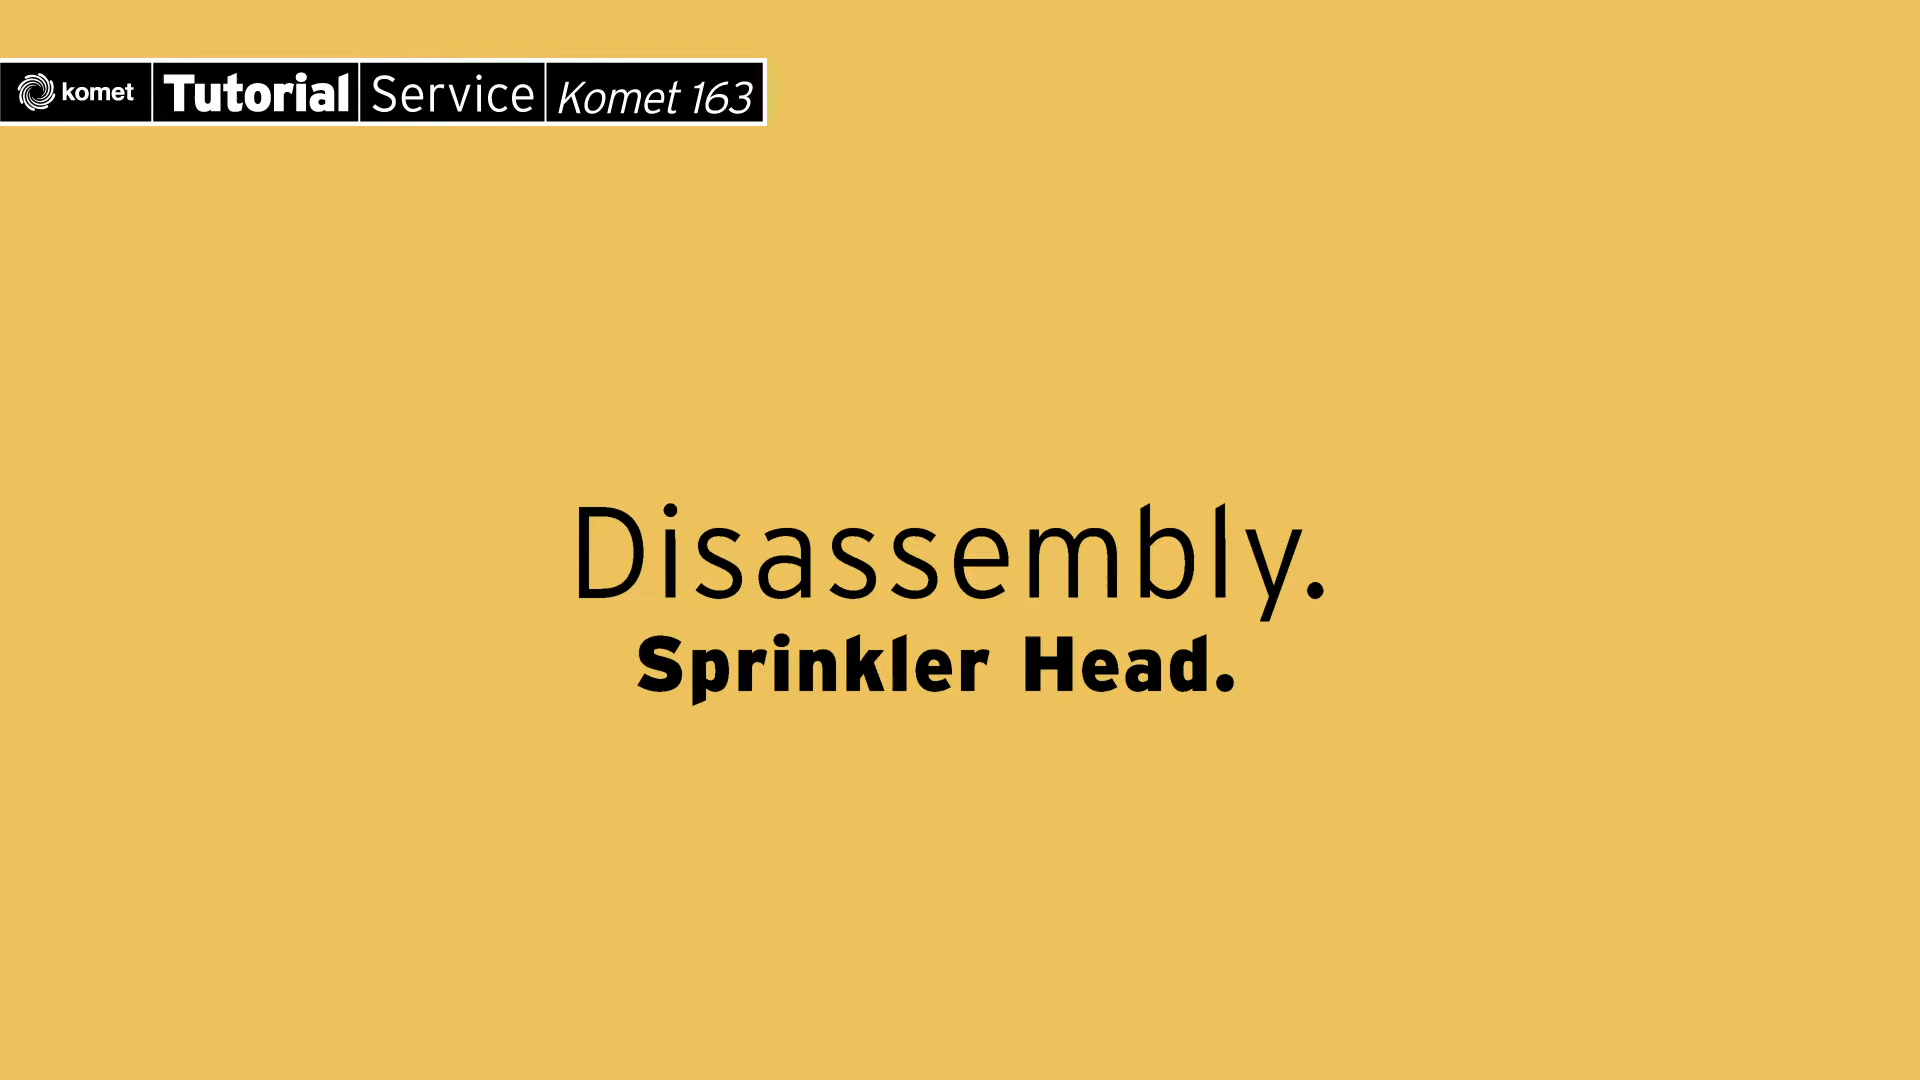 komet Tutorial Service Komet 163
Disassembly.
Sprinkler Head.